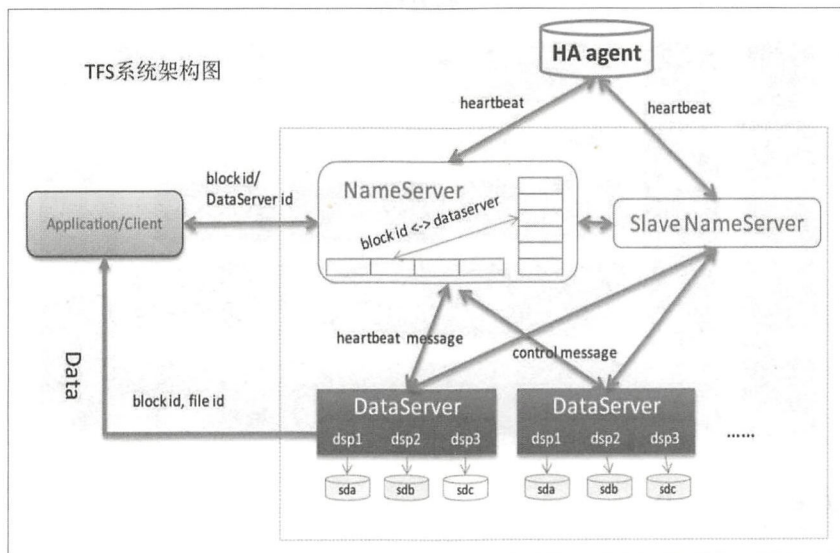 HA agent
TFS系统架构图
heartbeat
heartbeat
block id/
DataServer id
NameServer
block id <-> dataserver
Application/Client
Slave NameServer
heartbeat message
control message
Data
block id, file id
DataServer
dsp1 dsp2 dsp3
DataServer
dsp1 dsp2 dsp3
......
sda sdb sdc
sda sdb sdc